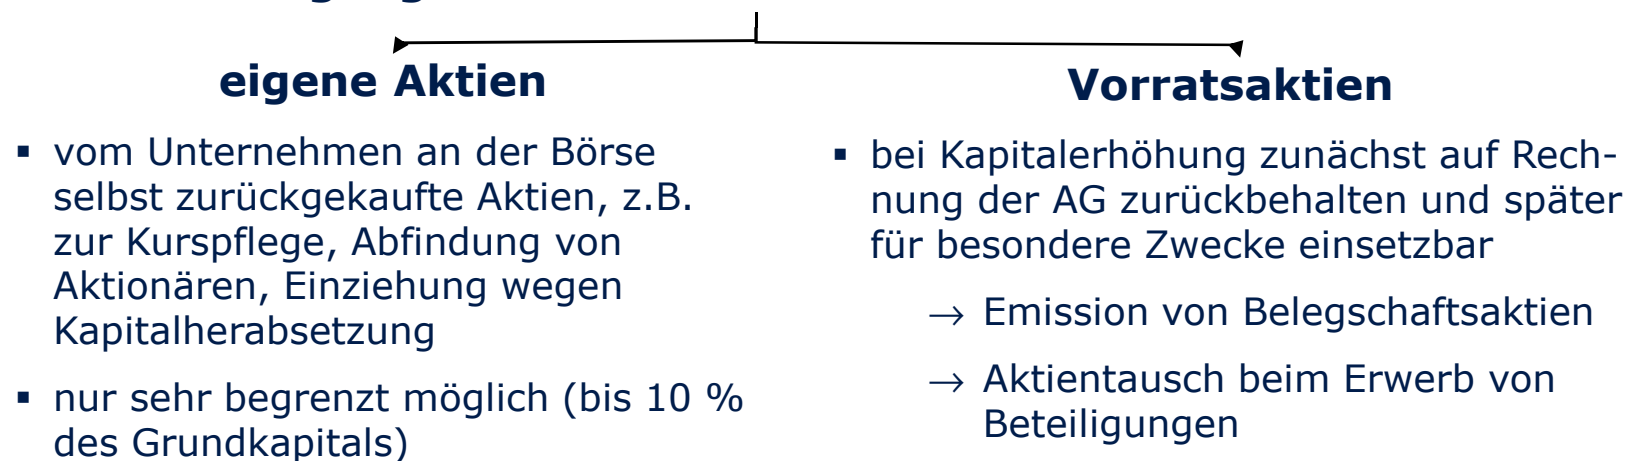 eigene Aktien
▪ vom Unternehmen an der Börse
selbst zurückgekaufte Aktien, z.B.
zur Kurspflege, Abfindung von
Aktionären, Einziehung wegen
Kapitalherabsetzung
▪ nur sehr begrenzt möglich (bis 10 %
des Grundkapitals)
Vorratsaktien
▪ bei Kapitalerhöhung zunächst auf Rech-
nung der AG zurückbehalten und später
für besondere Zwecke einsetzbar
→ Emission von Belegschaftsaktien
→ Aktientausch beim Erwerb von
Beteiligungen